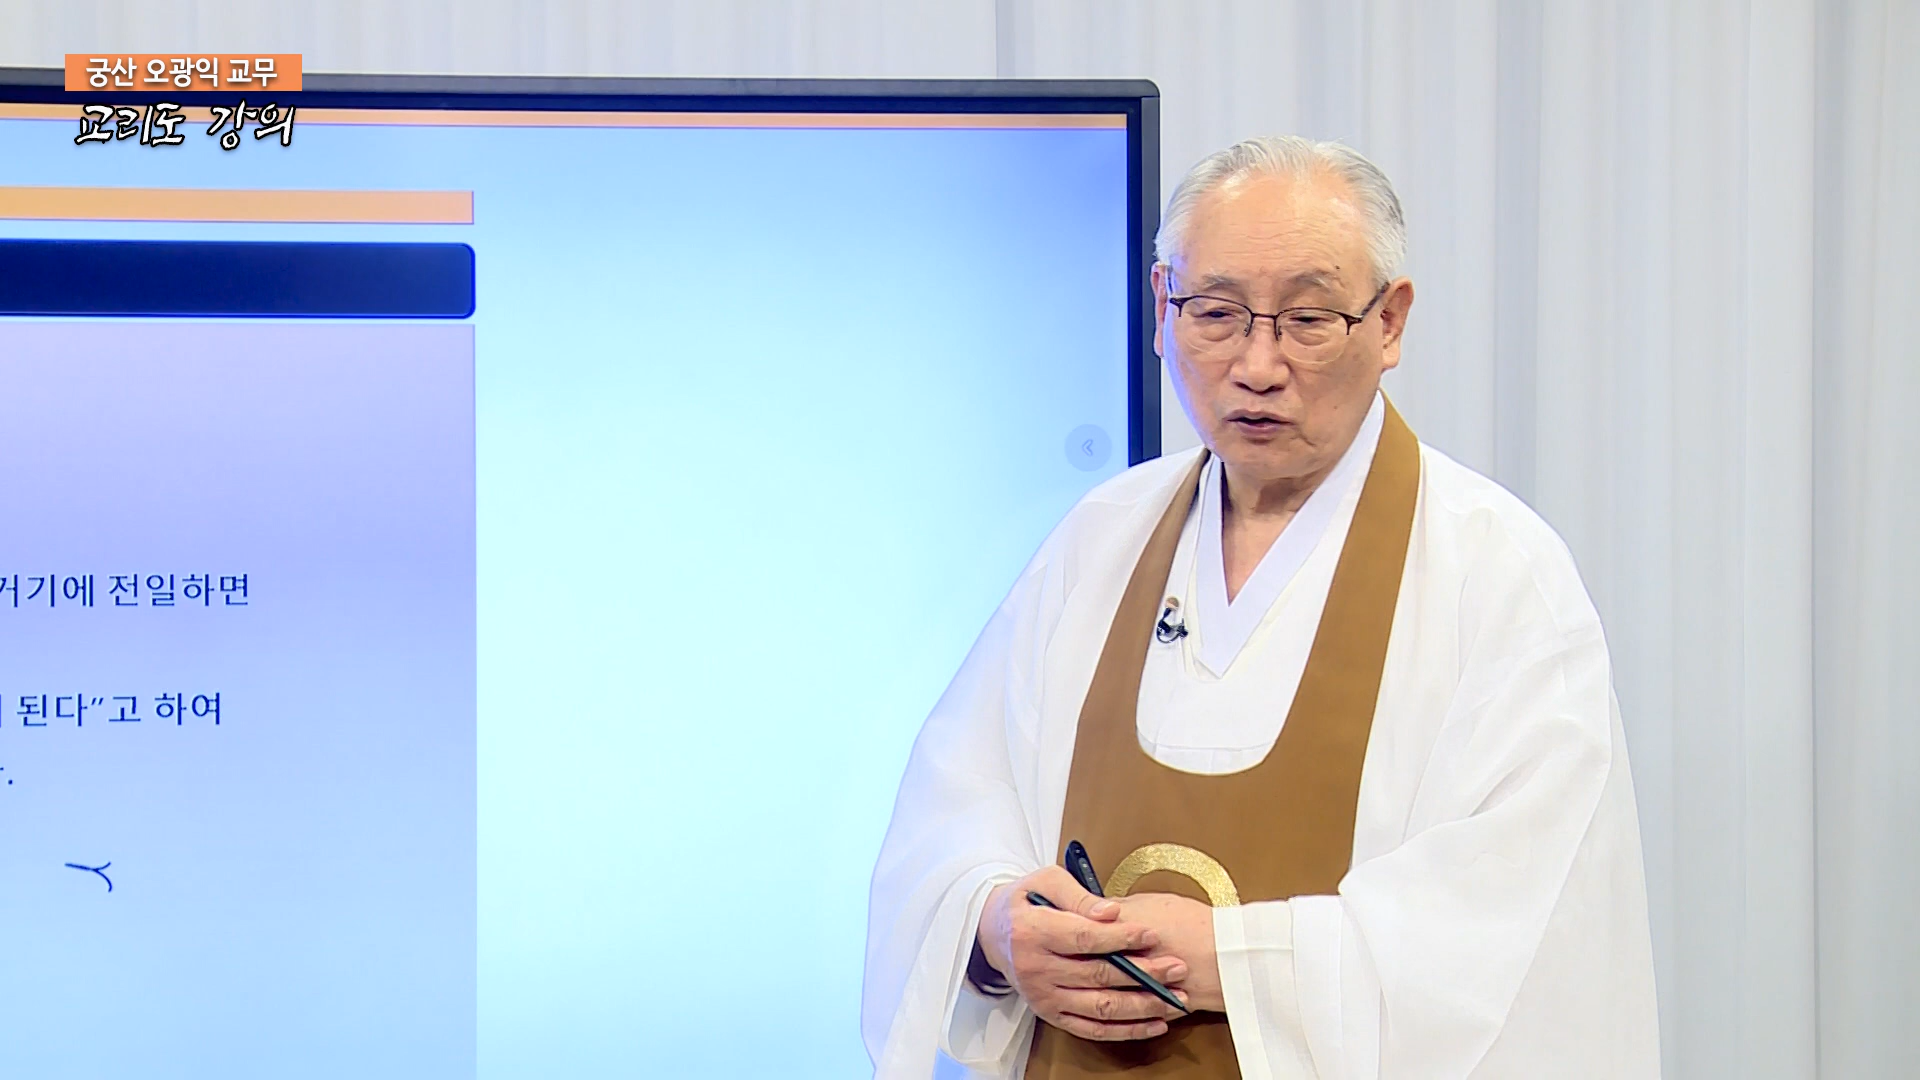 궁산 오광익 교무
교리도 강의
거기에 전일하면
된다”고 하여